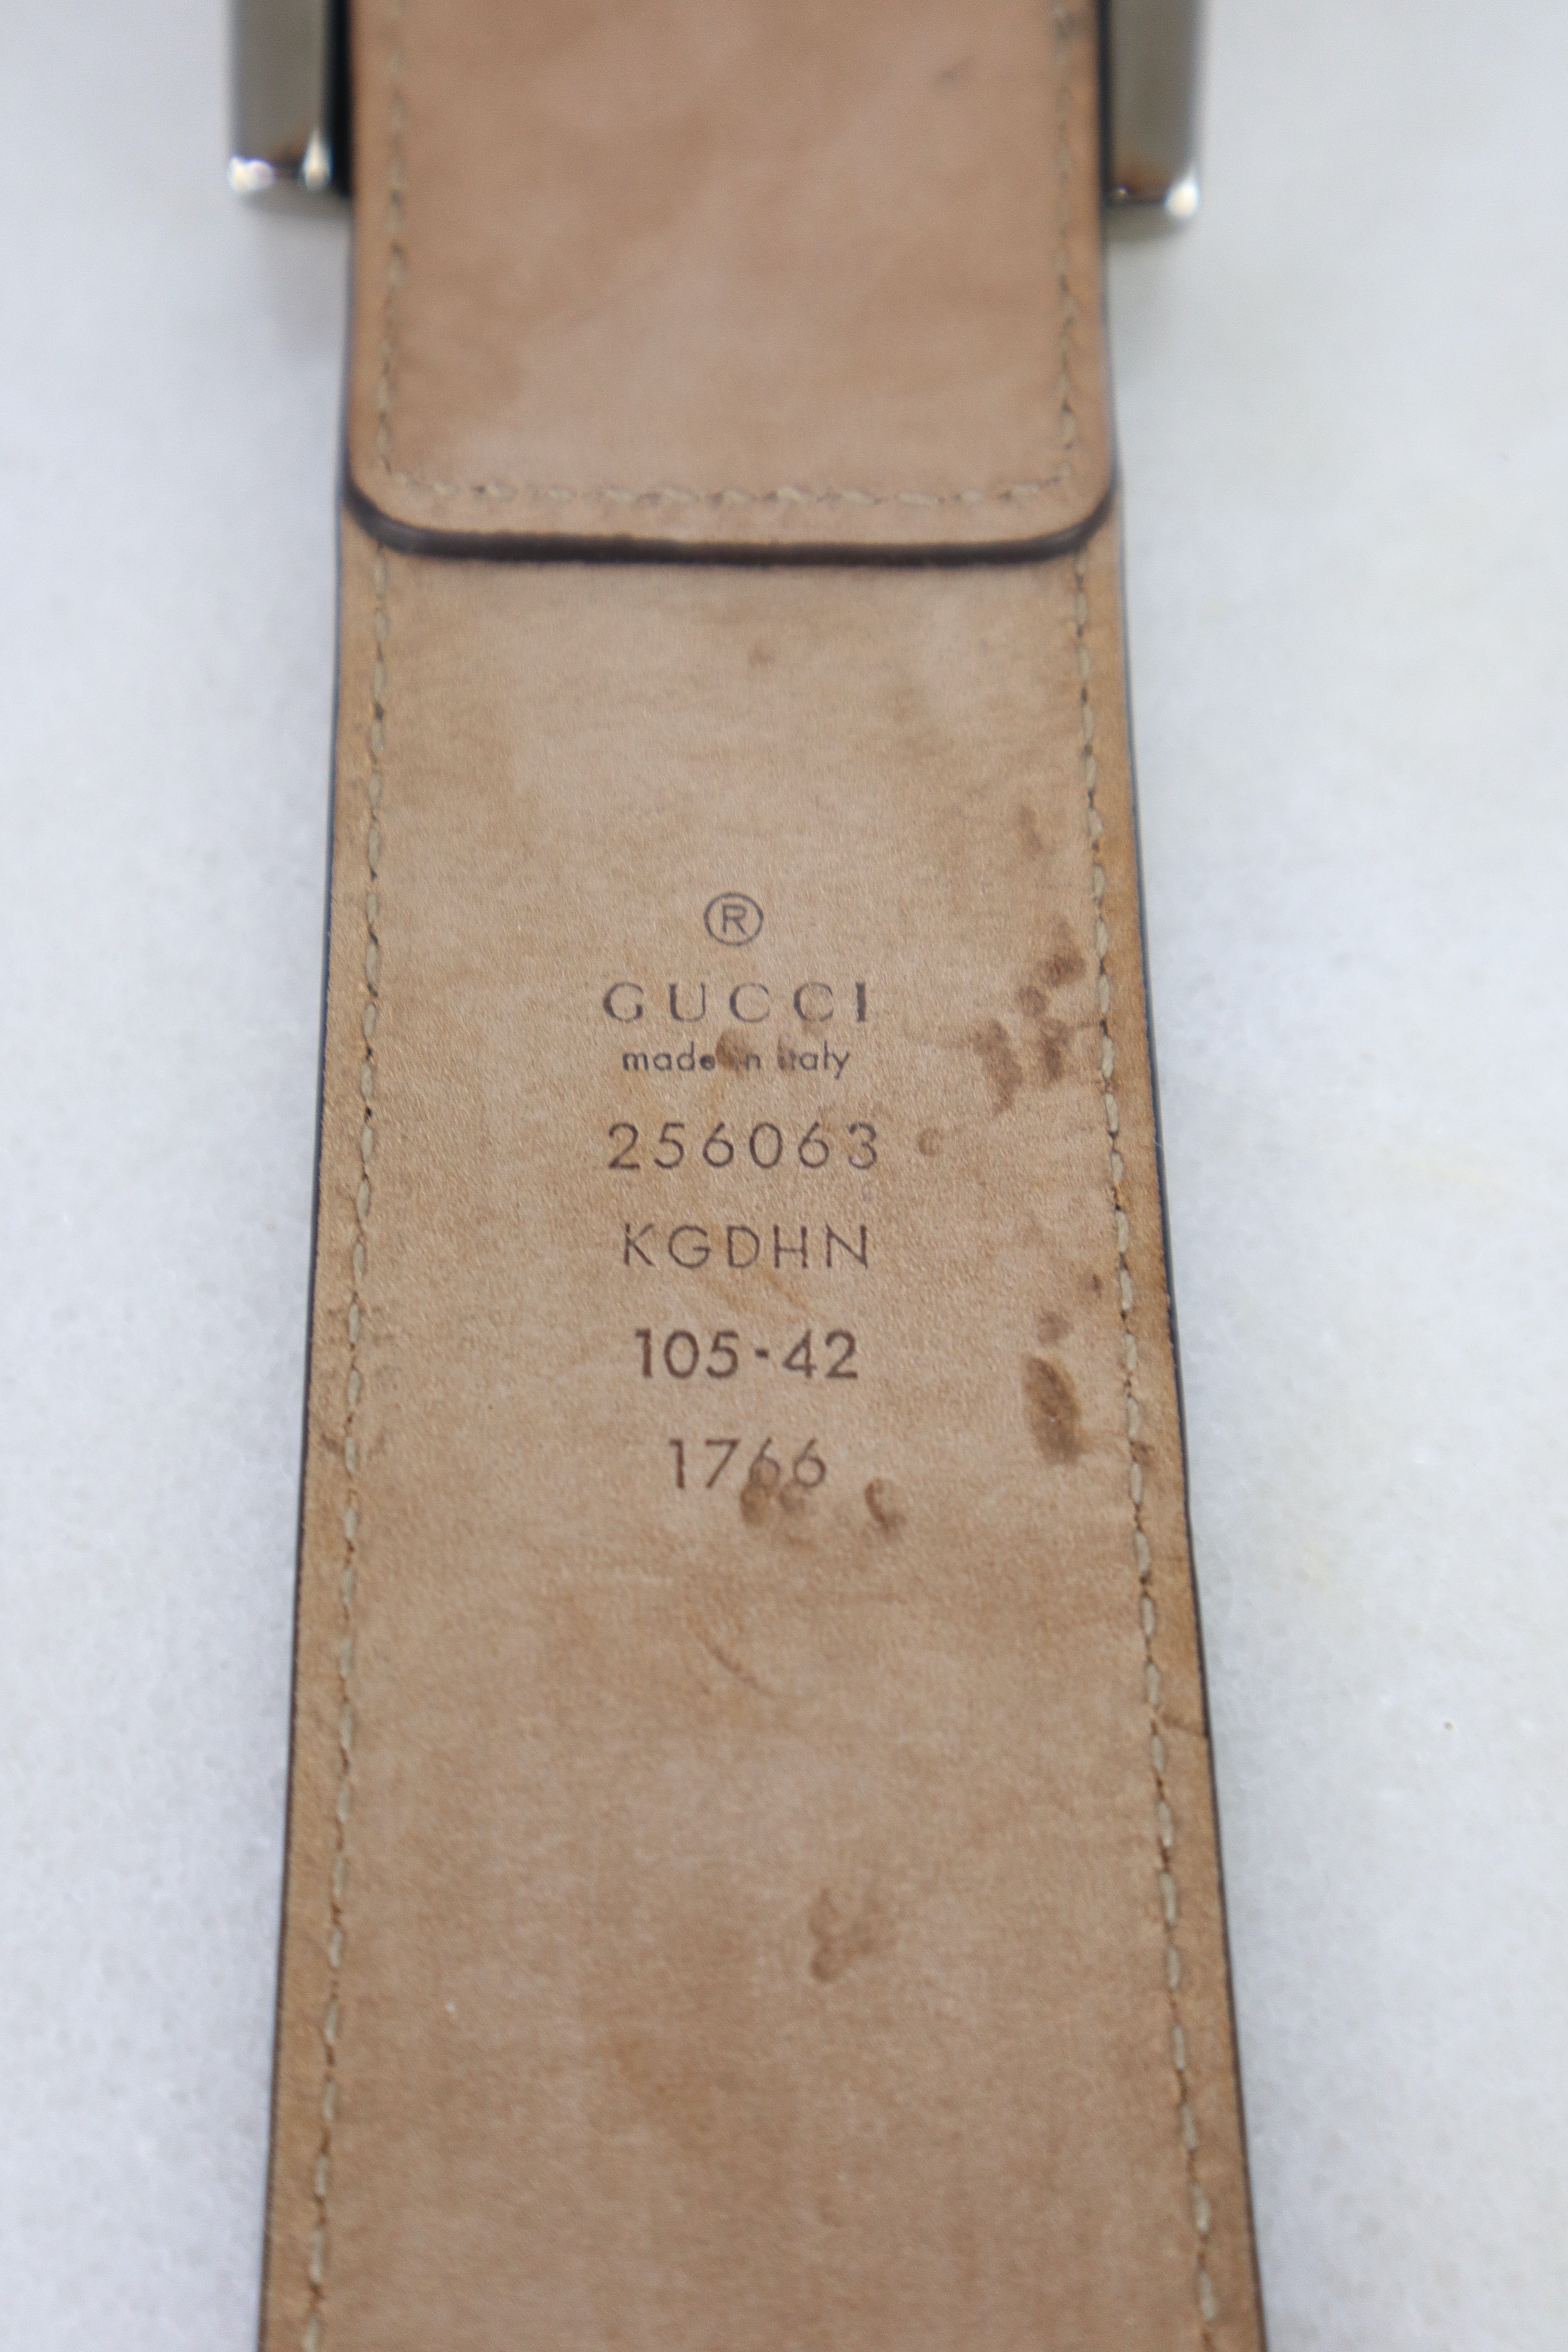 ®
GUCCI
made in italy
256063
KGDHN
105-42
1766